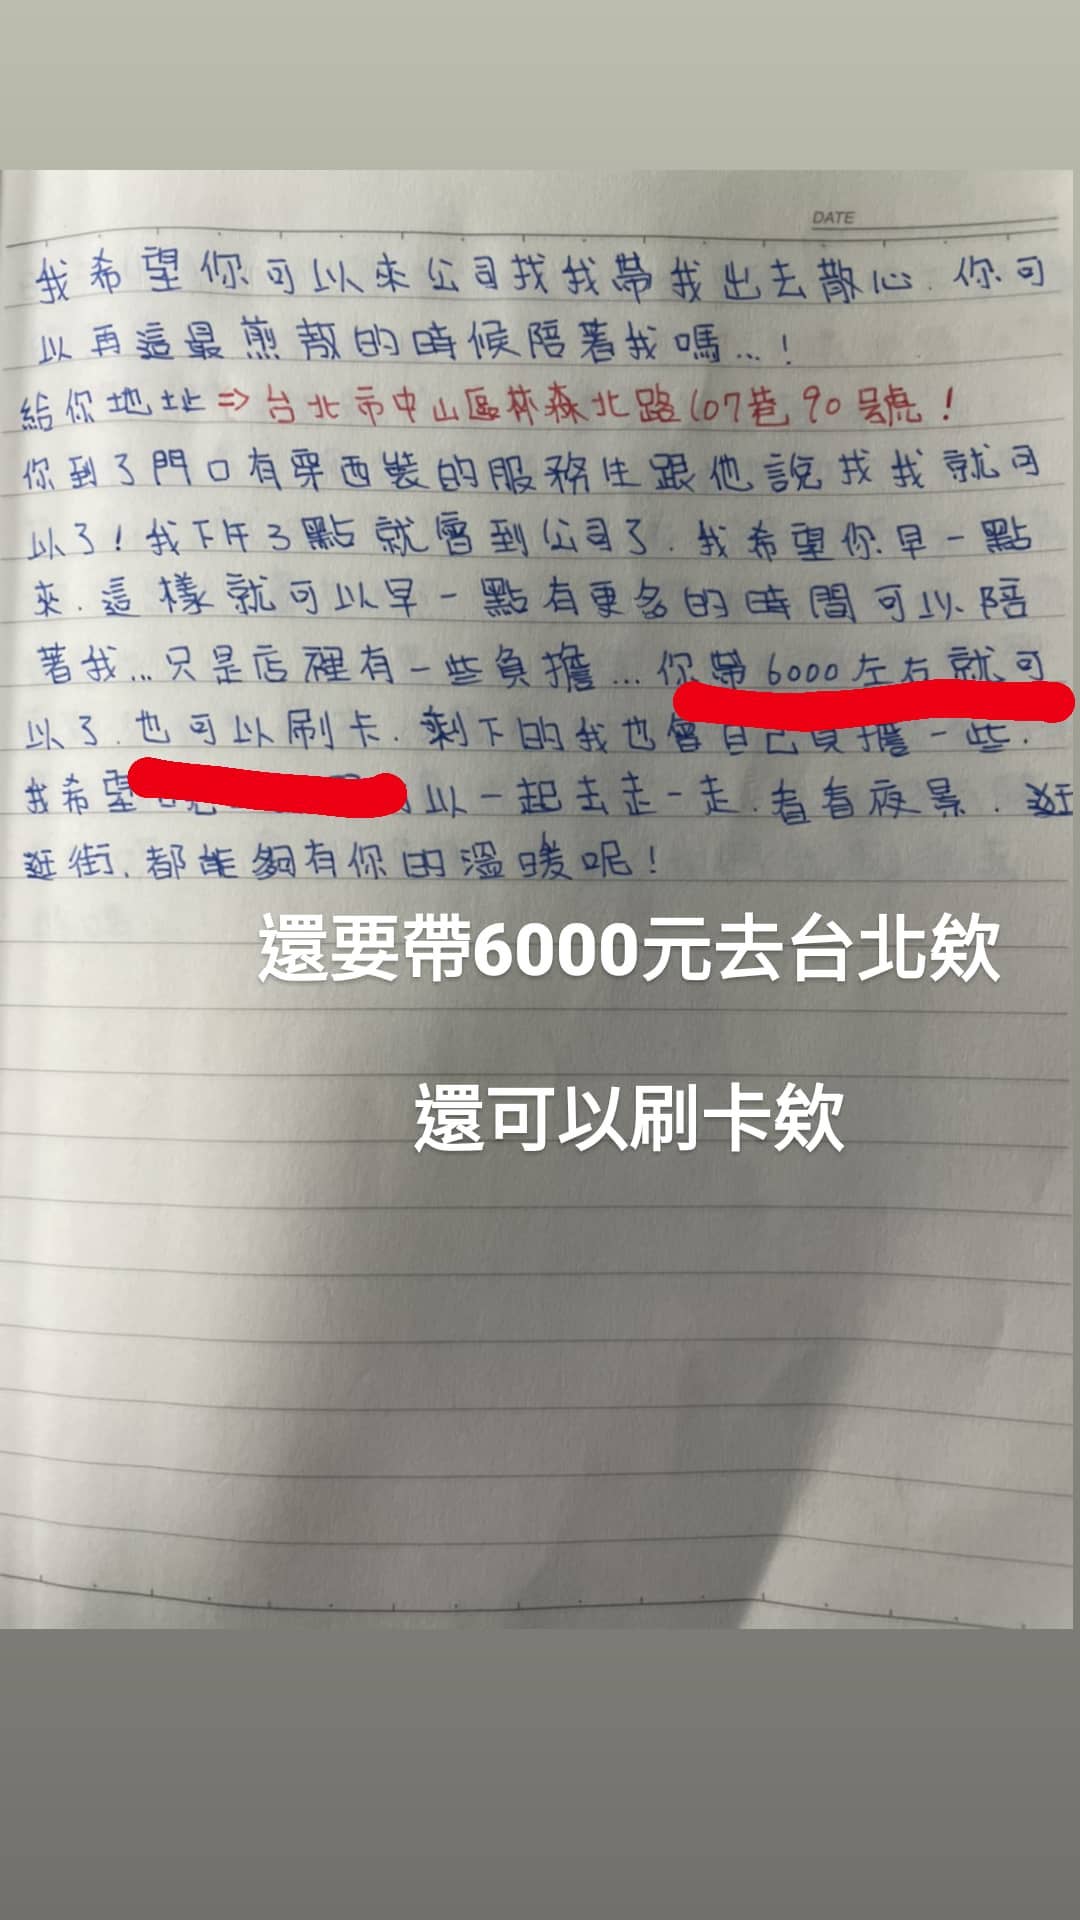 DATE
我希望你可以來公司找我帶我出去散心.你可
以再這最煎熬的時候陪著我嗎...!
給你地址⇒台北市中山區林森北路107巷90號!
你到了門口有穿西裝的服務生跟他說找我就可
以了!我下午3點就會到公司了.我希望你早一點
來.這樣就可以早一點有更多的時間可以陪
著我...只是店裡有一些負擔...你帶6000左右就可
以了.也可以刷卡.剩下的我也會自己負擔一些.
我希望 以一起去走一走.看看夜景.逛
逛街.都能夠有你的溫暖呢!
還要帶6000元去台北欸
還可以刷卡欸